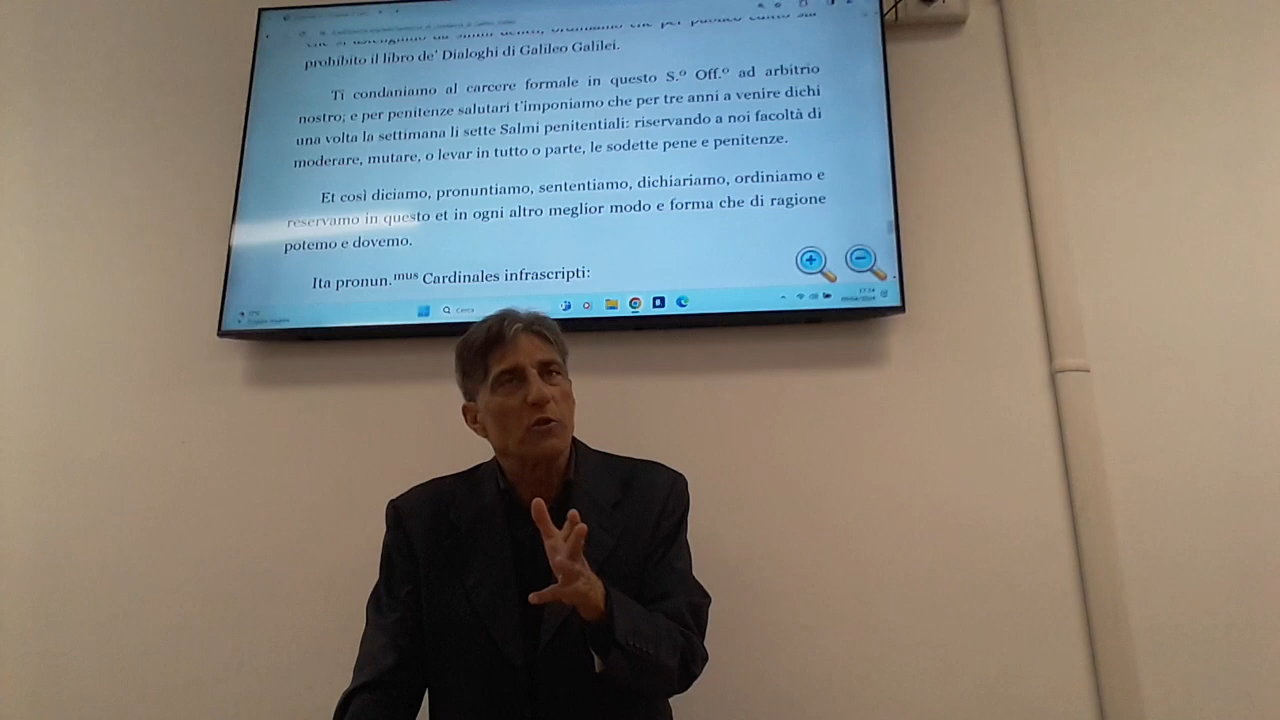 prohibito il libro de' Dialoghi di Galileo Galilei.
Ti condaniamo al carcere formale in questo S.º Off.º ad arbitrio
nostro; e per penitenze salutari t'imponiamo che per tre anni a venire dichi
una volta la settimana li sette Salmi penitentiali: riservando a noi facoltà di
moderare, mutare, o levar in tutto o parte, le sodette pene e penitenze.
Et così diciamo, pronuntiamo, sententiamo, dichiariamo, ordiniamo e
reservamo in questo et in ogni altro meglior modo e forma che di ragione
potemo e dovemo.
Ita pronun.mus Cardinales infrascripti:
Cerca
17:34